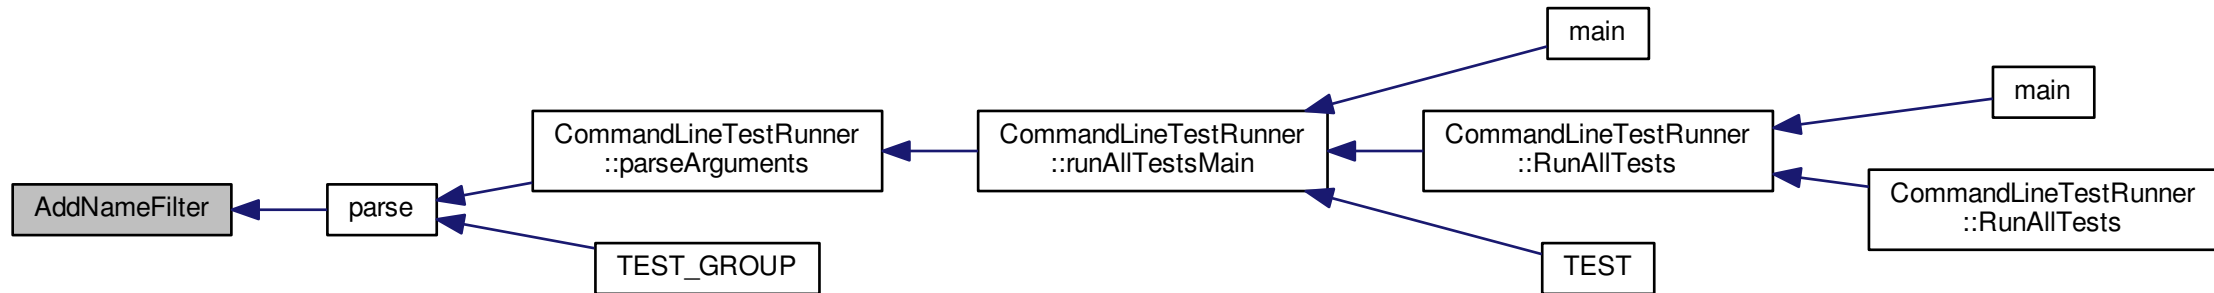 AddNameFilter
parse
CommandLineTestRunner
::parseArguments
TEST_GROUP
CommandLineTestRunner
::runAllTestsMain
main
CommandLineTestRunner
::RunAllTests
TEST
main
CommandLineTestRunner
::RunAllTests